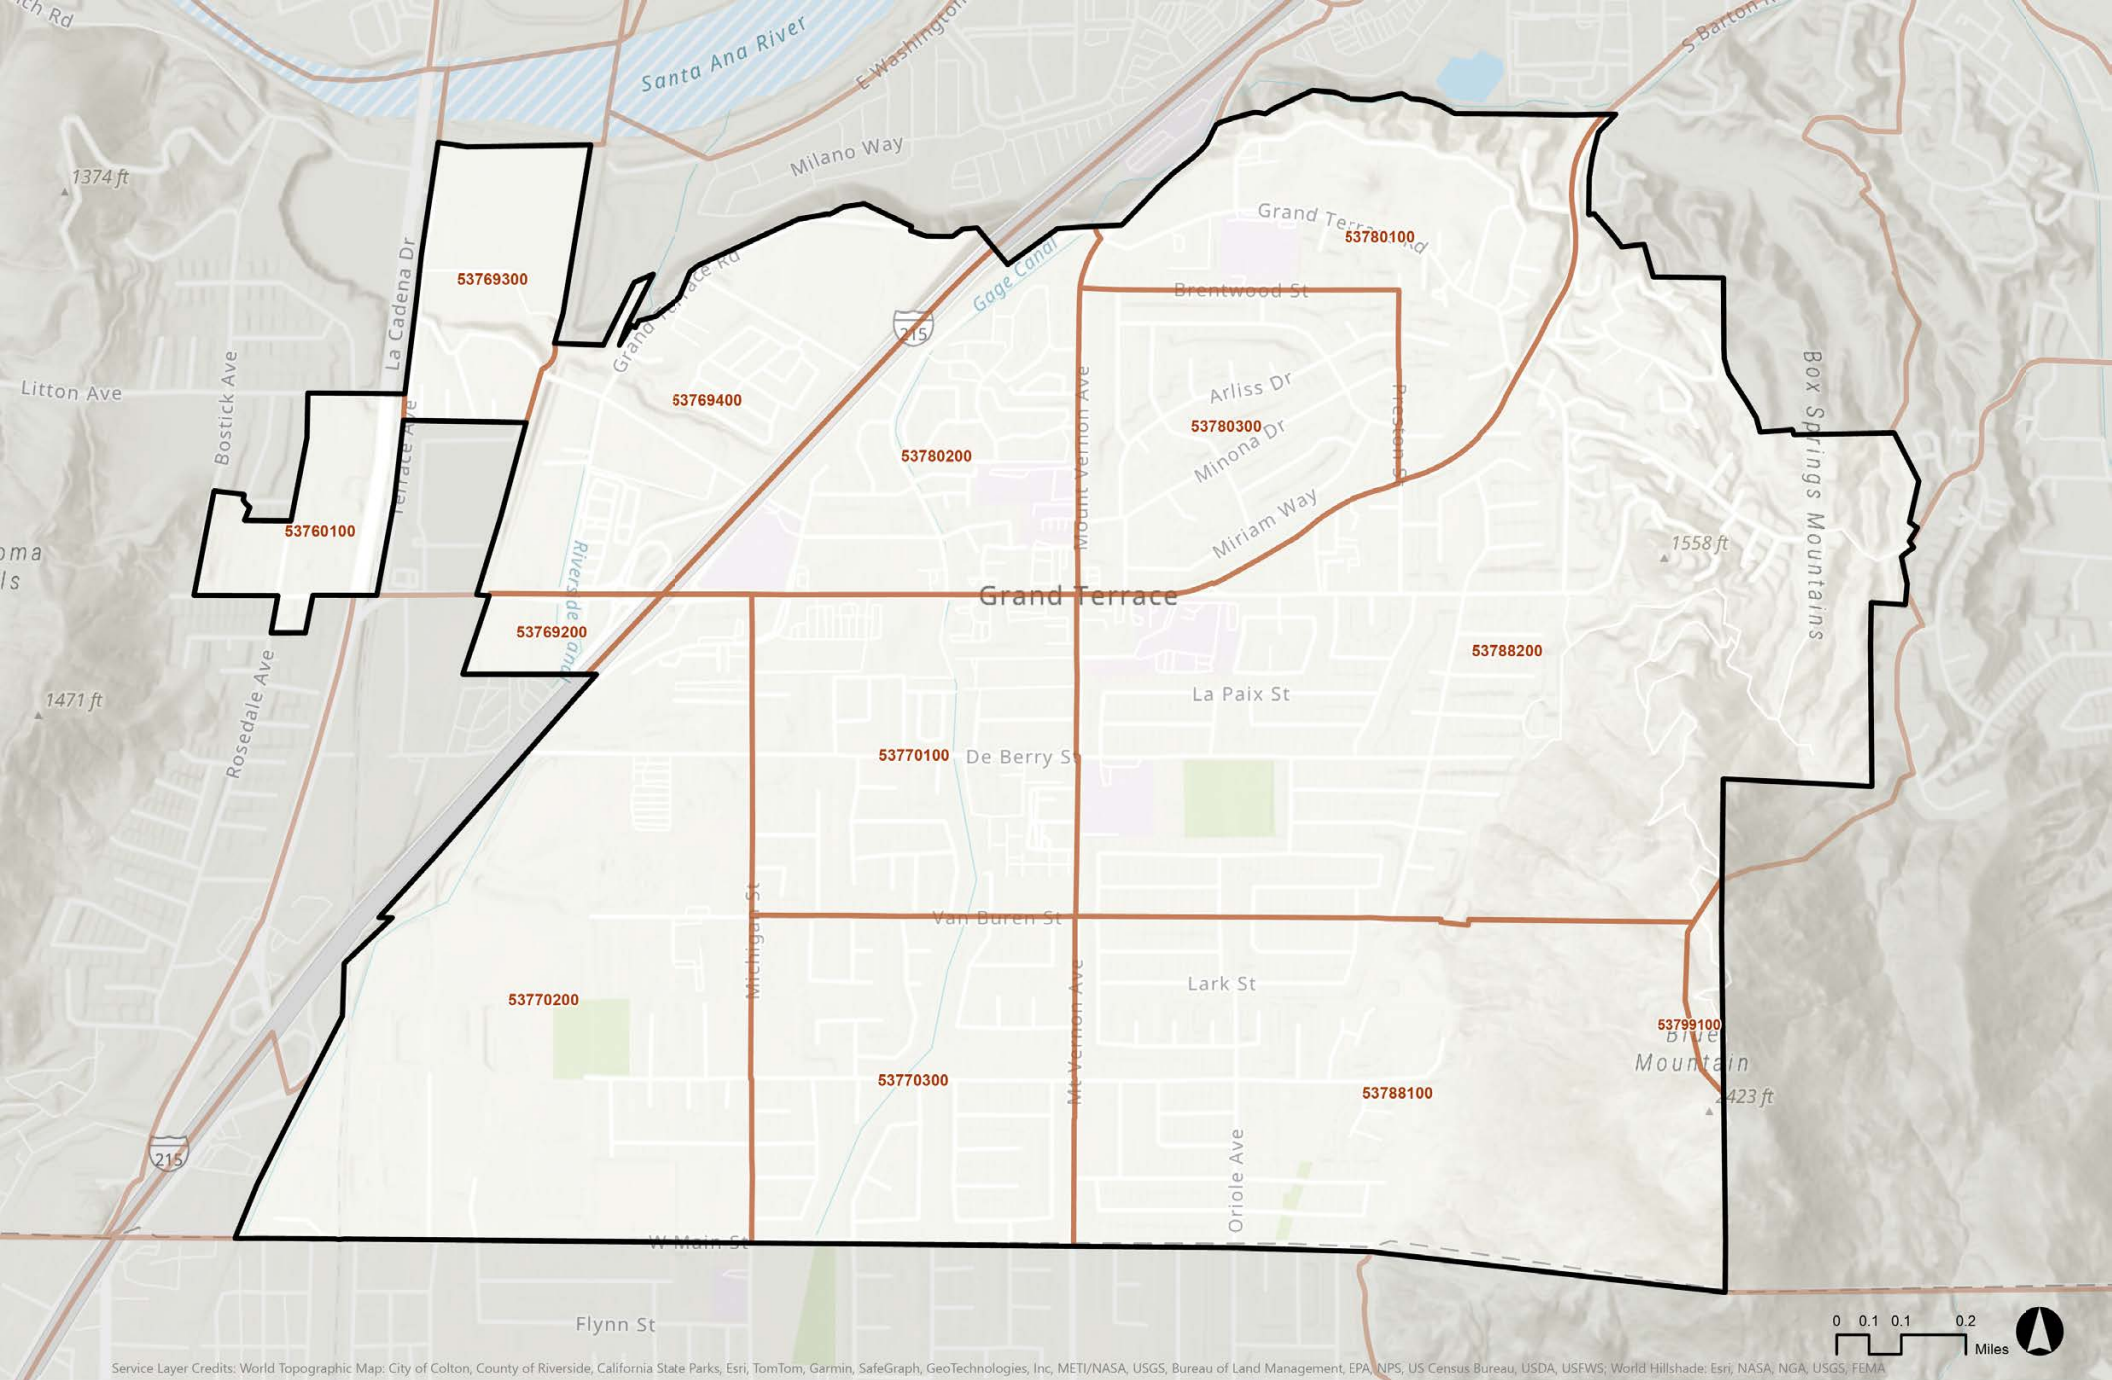 ch Rd
Santa Ana River
E Washington
S Barton R
Milano Way
1374 ft
La Cadena Dr
Grand Terrace Rd
53780100
53769300
Grand Terrace Rd
Gage Canal
Brentwood St
215
Litton Ave
Bostick Ave
Terrace Ave
53769400
Arliss Dr
53780300
Minona Dr
Preston St
Mount Vernon Ave
53780200
Miriam Way
Box Springs Mountains
1558 ft
53760100
oma
ls
Riverside Canal
Grand Terrace
53769200
53788200
La Paix St
1471 ft
Rosedale Ave
53770100
De Berry St
Michigan St
Van Buren St
Lark St
53770200
Mt Vernon Ave
53799100
Blue
Mountain
2423 ft
53770300
53788100
Oriole Ave
215
W Main St
Flynn St
0 0.1 0.1 0.2
Miles
Service Layer Credits: World Topographic Map: City of Colton, County of Riverside, California State Parks, Esri, TomTom, Garmin, SafeGraph, GeoTechnologies, Inc, METI/NASA, USGS, Bureau of Land Management, EPA, NPS, US Census Bureau, USDA, USFWS; World Hillshade: Esri, NASA, NGA, USGS, FEMA